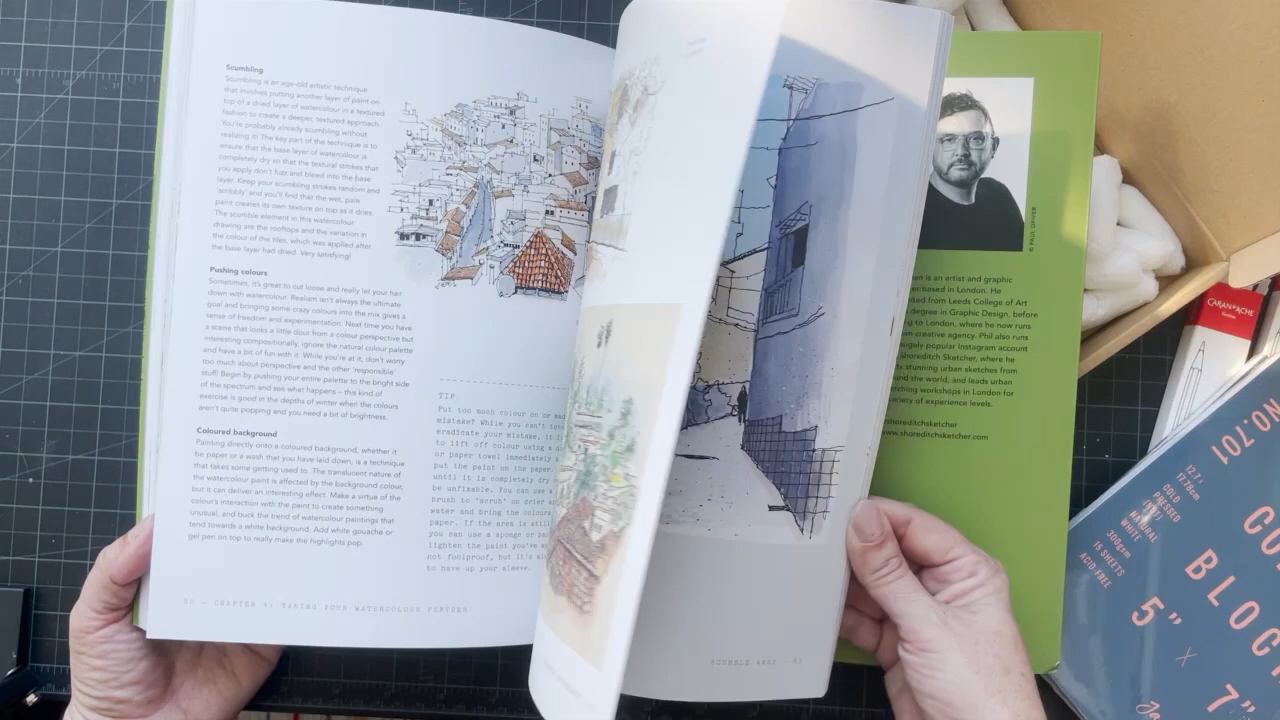 Scumbling
Scumbling is an age-old artistic technique
that involves putting another layer of paint on
top of a dried layer of watercolour in a textured
fashion to create a deeper, textured approach.
You're probably already scumbling without
realizing it! The key part of the technique is to
ensure that the base layer of watercolour is
completely dry so that the textural strokes that
you apply don't fuzz and bleed into the base
layer. Keep your scumbling strokes random and
'scribbly' and you'll find that the wet, pale
paint creates its own texture on top as it dries.
The scumble element in this watercolour
drawing are the rooftops and the variation in
the colour of the tiles, which was applied after
the base layer had dried. Very satisfying!
Pushing colours
Sometimes, it's great to cut loose and really let your hair
down with watercolour. Realism isn't always the ultimate
goal and bringing some crazy colours into the mix gives a
sense of freedom and experimentation. Next time you have
a scene that looks a little dour from a colour perspective but
interesting compositionally, ignore the natural colour palette
and have a bit of fun with it. While you're at it, don't worry
too much about perspective and the other 'responsible'
stuff! Begin by pushing your entire palette to the bright side
of the spectrum and see what happens – this kind of
exercise is good in the depths of winter when the colours
aren't quite popping and you need a bit of brightness.
Coloured background
Painting directly onto a coloured background, whether it
be paper or a wash that you have laid down, is a technique
that takes some getting used to. The translucent nature of
the watercolour paint is affected by the background colour,
but it can deliver an interesting effect. Make a virtue of the
colour's interaction with the paint to create something
unusual, and buck the trend of watercolour paintings that
tend towards a white background. Add white gouache or
gel pen on top to really make the highlights pop.
80 – CHAPTER 4: TAKING YOUR WATERCOLOUR FURTHER
TIP
Put too much colour on or mad
mistake? While you can't
eradicate your mistake, it
to lift off colour using a
or paper towel immediately a
put the paint on the paper.
until it is completely dry
be unfixable. You can use a
brush to 'scrub' on drier
water and bring the colour
paper. If the area is still
you can use a sponge or
lighten the paint you've
not foolproof, but it's
to have up your sleeve.
SCUMBLE AWAY
© PAUL
is an artist and graphic
based in London. He
from Leeds College of Art
degree in Graphic Design, before
to London, where he now runs
creative agency. Phil also runs
hugely popular Instagram account
shoreditch Sketcher, where he
stunning urban sketches from
around the world, and leads urban
sketching workshops in London for
variety of experience levels.
shoreditchsketcher
www.shoreditchsketcher.com
CARAN D'ACHE
NO.701
COLD
PRESSED
NATURAL
WHITE
300gsm
15 SHEETS
ACID FREE
BLOC
5" x 7"